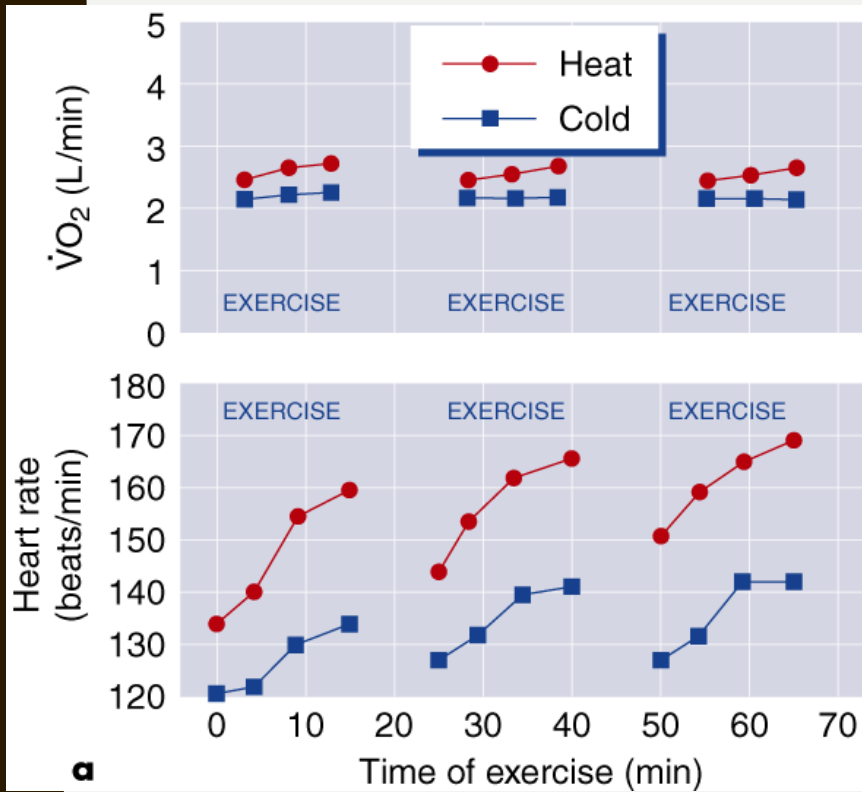 5
4
3
2
1
0
V̇O₂ (L/min)
Heat
Cold
EXERCISE EXERCISE EXERCISE
180
170
160
150
140
130
120
Heart rate
(beats/min)
EXERCISE EXERCISE EXERCISE
0 10 20 30 40 50 60 70
Time of exercise (min)
a